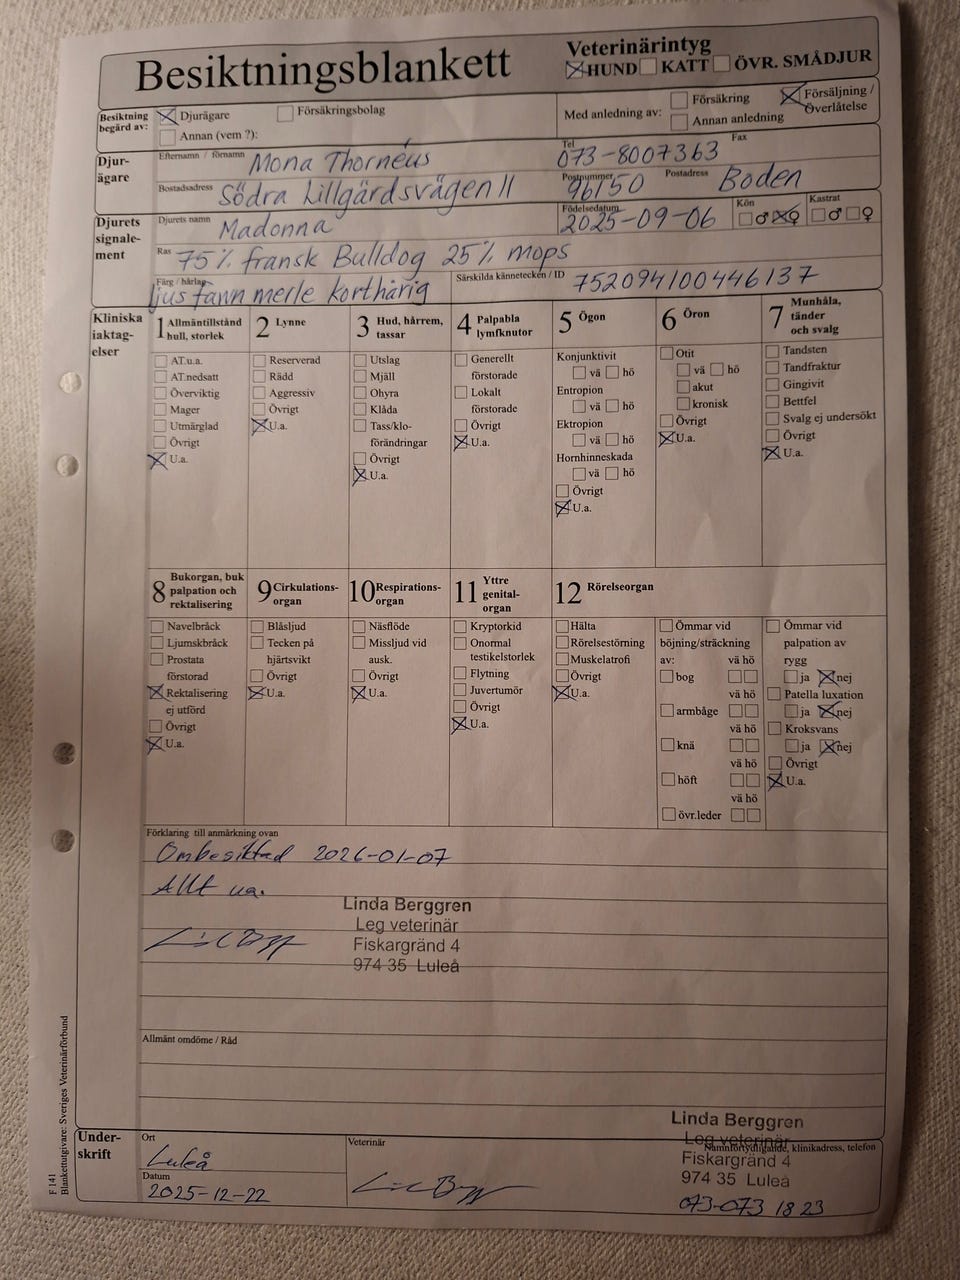 Besiktningsblankett
Veterinärintyg
HUND KATT ÖVR. SMÅDJUR
Besiktning begärd av:
Djurägare Försäkringsbolag
Annan (vem ?):
Med anledning av:
Försäkring Försäljning / Överlåtelse
Annan anledning
Djur-
ägare
Efternamn / förnamn Mona Thornéus
Tel 073-8007363 Fax
Bostadsadress Södra Lillgärdsvägen 11
Postnummer 96150 Postadress Boden
Djurets
signale-
ment
Djurets namn Madonna
Födelsedatum 2025-09-06
Kön ♂ ♀
Kastrat ♂ ♀
Ras 75% fransk Bulldog 25% mops
Färg / hårlag ljus fawn merle korthårig
Särskilda kännetecken / ID 752094100446137
Kliniska
iaktag-
elser
1 Allmäntillstånd
hull, storlek
AT.u.a.
AT.nedsatt
Överviktig
Mager
Utmärglad
Övrigt
U.a.
2 Lynne
Reserverad
Rädd
Aggressiv
Övrigt
U.a.
3 Hud, hårrem,
tassar
Utslag
Mjäll
Ohyra
Klåda
Tass/klo-
förändringar
Övrigt
U.a.
4 Palpabla
lymfknutor
Generellt
förstorade
Lokalt
förstorade
Övrigt
U.a.
5 Ögon
Konjunktivit
vä hö
Entropion
vä hö
Ektropion
vä hö
Hornhinneskada
vä hö
Övrigt
U.a.
6 Öron
Otit
vä hö
akut
kronisk
Övrigt
U.a.
7 Munhåla,
tänder
och svalg
Tandsten
Tandfraktur
Gingivit
Bettfel
Svalg ej undersökt
Övrigt
U.a.
8 Bukorgan, buk
palpation och
rektalisering
Navelbråck
Ljumskbråck
Prostata
förstorad
Rektalisering
ej utförd
Övrigt
U.a.
9 Cirkulations-
organ
Blåsljud
Tecken på
hjärtsvikt
Övrigt
U.a.
10 Respirations-
organ
Näsflöde
Missljud vid
ausk.
Övrigt
U.a.
11 Yttre
genital-
organ
Kryptorkid
Onormal
testikelstorlek
Flytning
Juvertumör
Övrigt
U.a.
12 Rörelseorgan
Hälta
Rörelsestörning
Muskelatrofi
Övrigt
U.a.
Ömmar vid
böjning/sträckning
av: vä hö
bog
vä hö
armbåge
vä hö
knä
vä hö
höft
vä hö
övr.leder
Ömmar vid
palpation av
rygg
ja nej
Patella luxation
ja nej
Kroksvans
ja nej
Övrigt
U.a.
Förklaring till anmärkning ovan
Ombesiktad 2026-01-07
Allt ua.
Linda Berggren
Leg veterinär
Fiskargränd 4
974 35 Luleå
Allmänt omdöme / Råd
Under-
skrift
Ort
Luleå
Datum
2025-12-22
Veterinär
Linda Berggren
Leg veterinär
Namnförtydligande, klinikadress, telefon
Fiskargränd 4
974 35 Luleå
073-073 18 23
F 141
Blankettutgivare: Sveriges Veterinärförbund